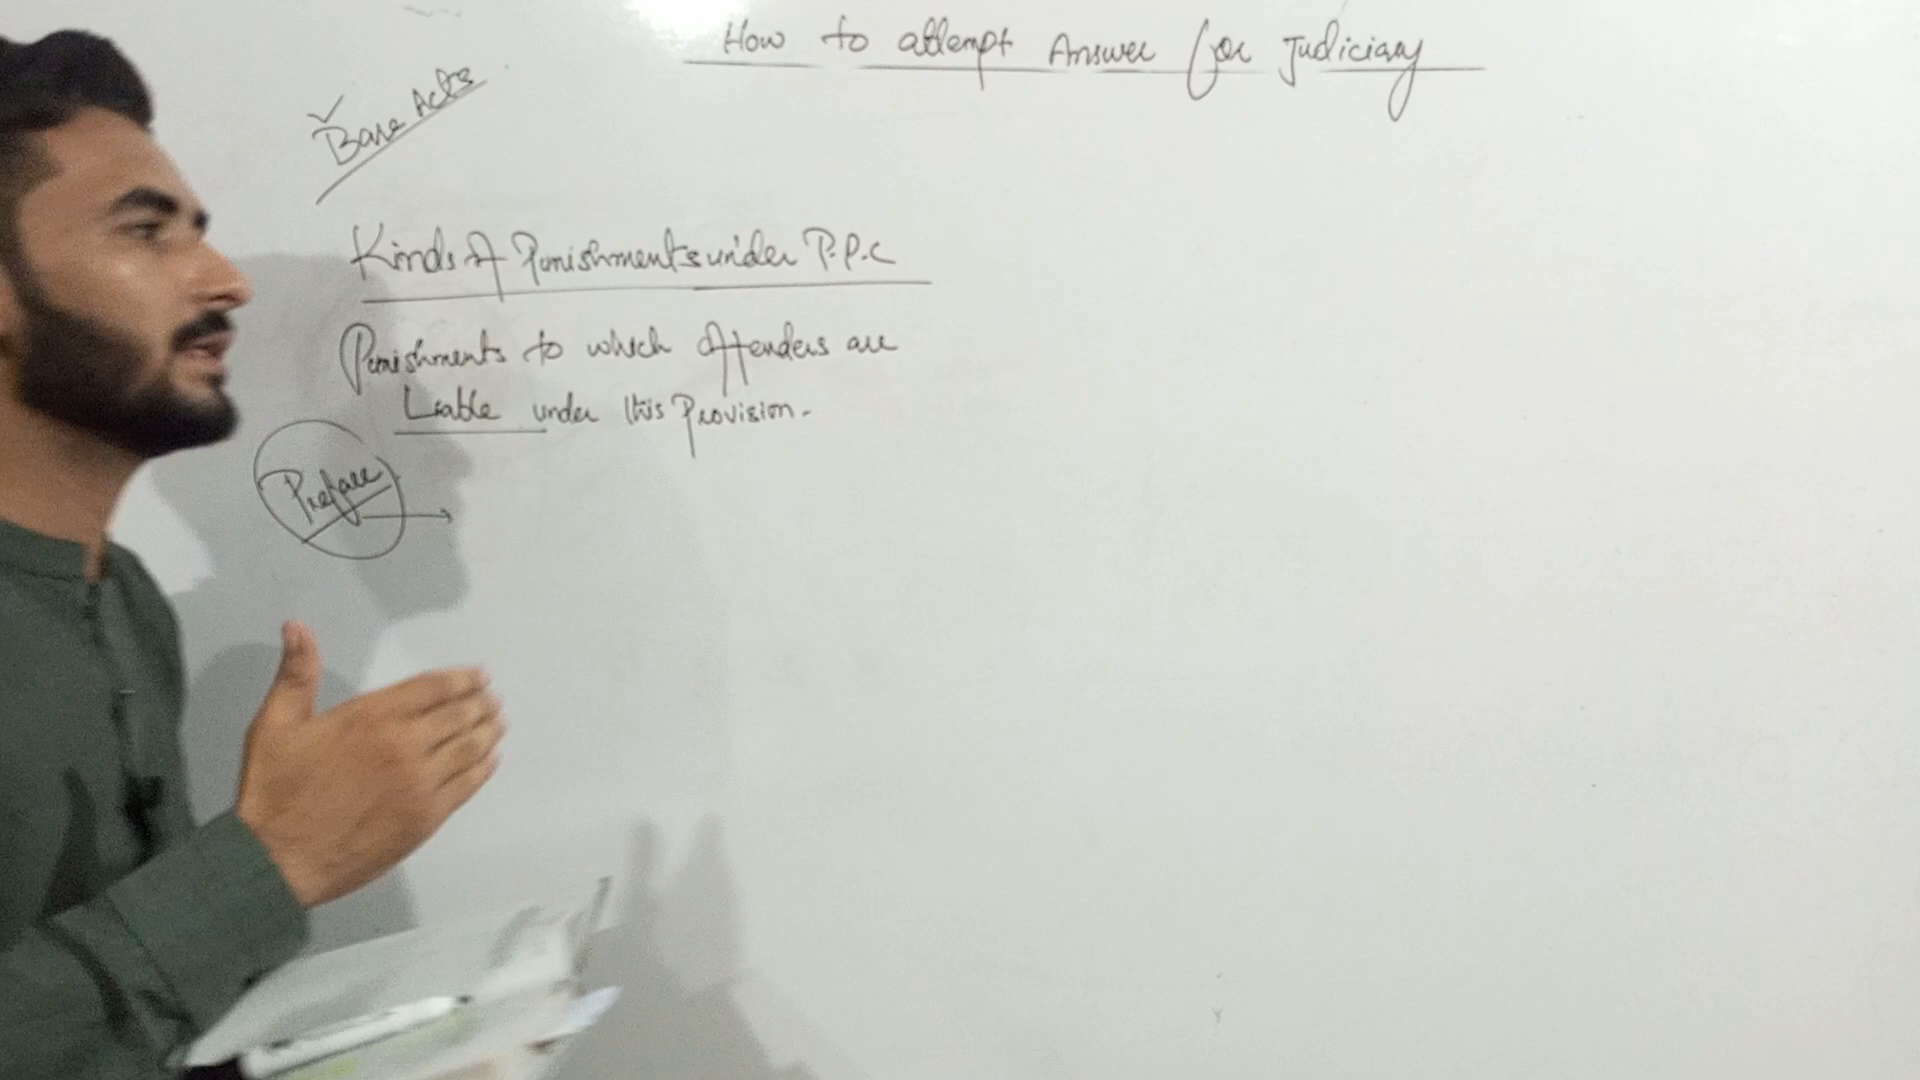 How to attempt Answer for Judiciary
Bare Acts
Kinds of Punishments under P.P.C
Punishments to which Offenders are
Liable under this Provision.
Preface